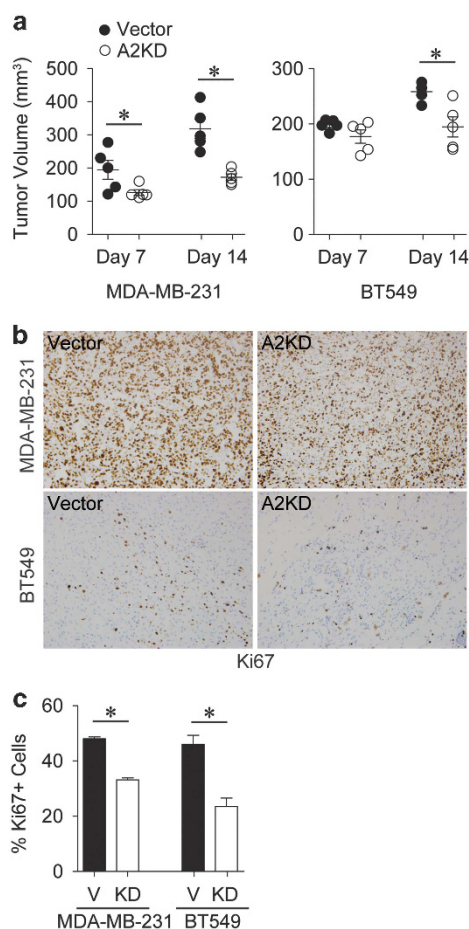 a
Vector
A2KD
Tumor Volume (mm³)
500
400
300
200
100
0
*
*
Day 7
Day 14
MDA-MB-231
300
200
100
0
*
Day 7
Day 14
BT549
b
MDA-MB-231
Vector
A2KD
BT549
Vector
A2KD
Ki67
c
% Ki67+ Cells
60
40
20
0
*
*
V KD V KD
MDA-MB-231 BT549